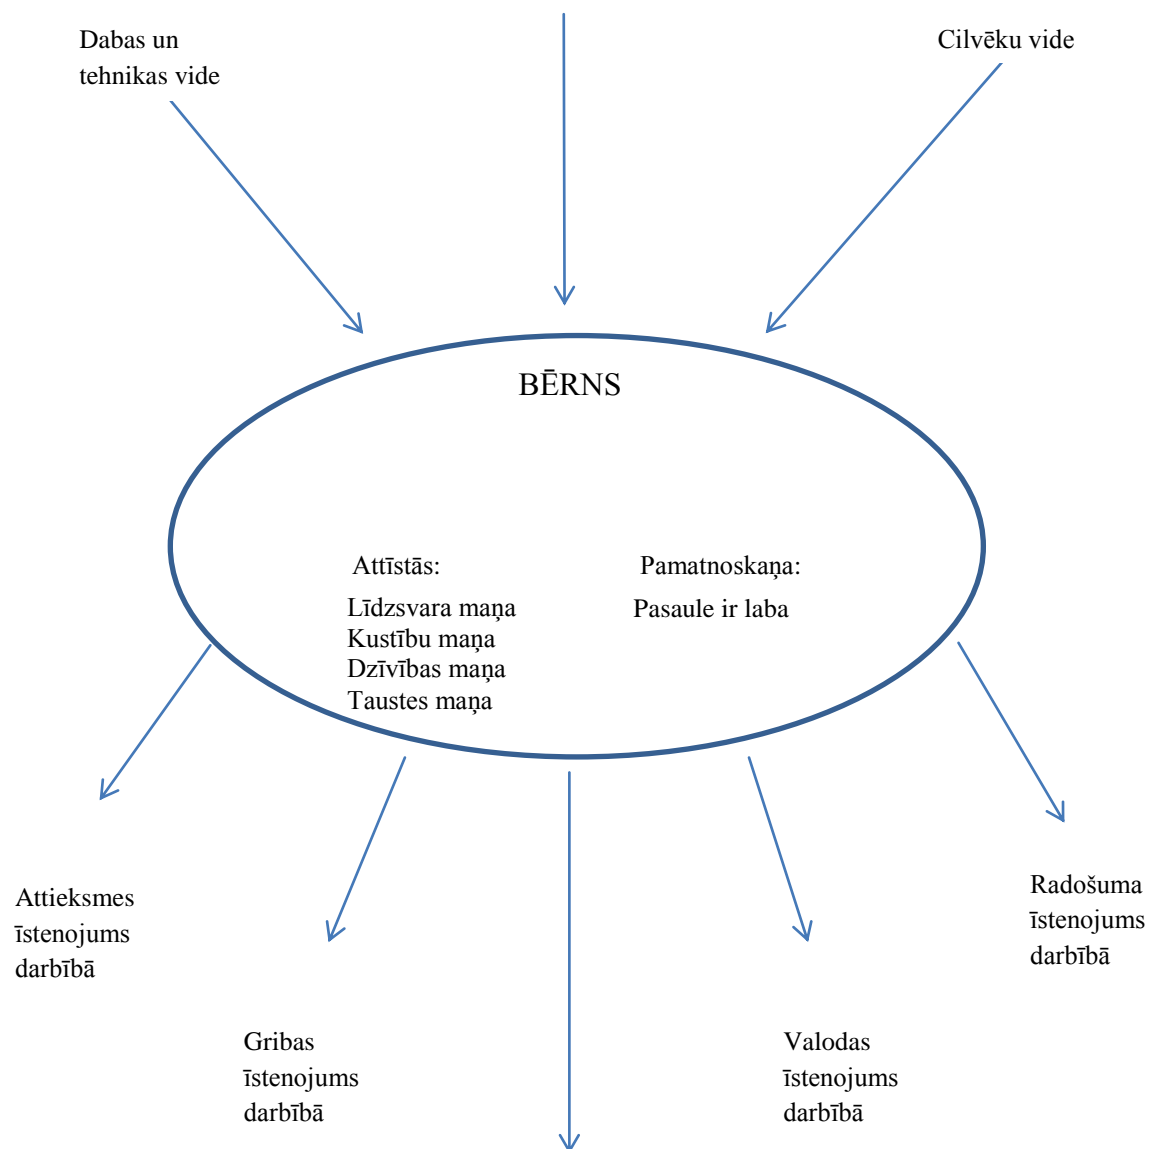 Dabas un
tehnikas vide
Cilvēku vide
BĒRNS
Attīstās:
Līdzsvara maņa
Kustību maņa
Dzīvības maņa
Taustes maņa
Pamatnoskaņa:
Pasaule ir laba
Attieksmes
īstenojums
darbībā
Gribas
īstenojums
darbībā
Valodas
īstenojums
darbībā
Radošuma
īstenojums
darbībā